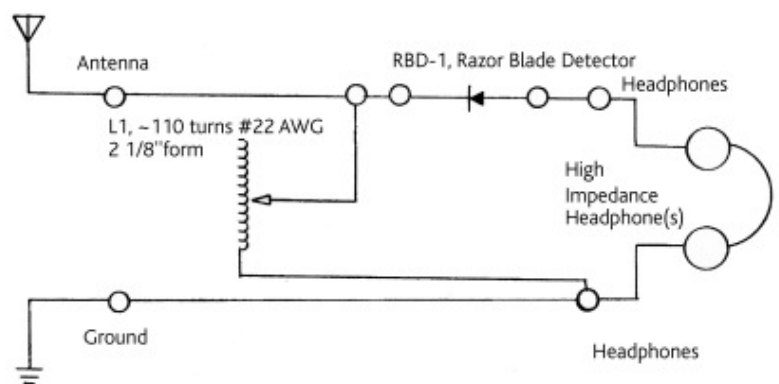 Antenna
RBD-1, Razor Blade Detector
Headphones
L1, ~110 turns #22 AWG
2 1/8"form
High
Impedance
Headphone(s)
Ground
Headphones